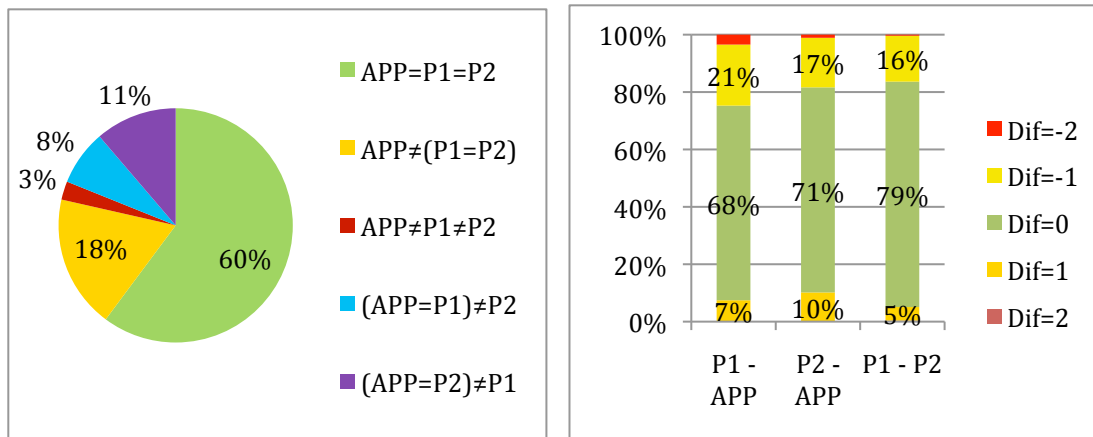 11%
8%
3%
18%
60%
APP=P1=P2
APP≠(P1=P2)
APP≠P1≠P2
(APP=P1)≠P2
(APP=P2)≠P1
100%
80%
60%
40%
20%
0%
21%
17%
16%
68%
71%
79%
7%
10%
5%
P1 -
APP
P2 -
APP
P1 - P2
Dif=-2
Dif=-1
Dif=0
Dif=1
Dif=2